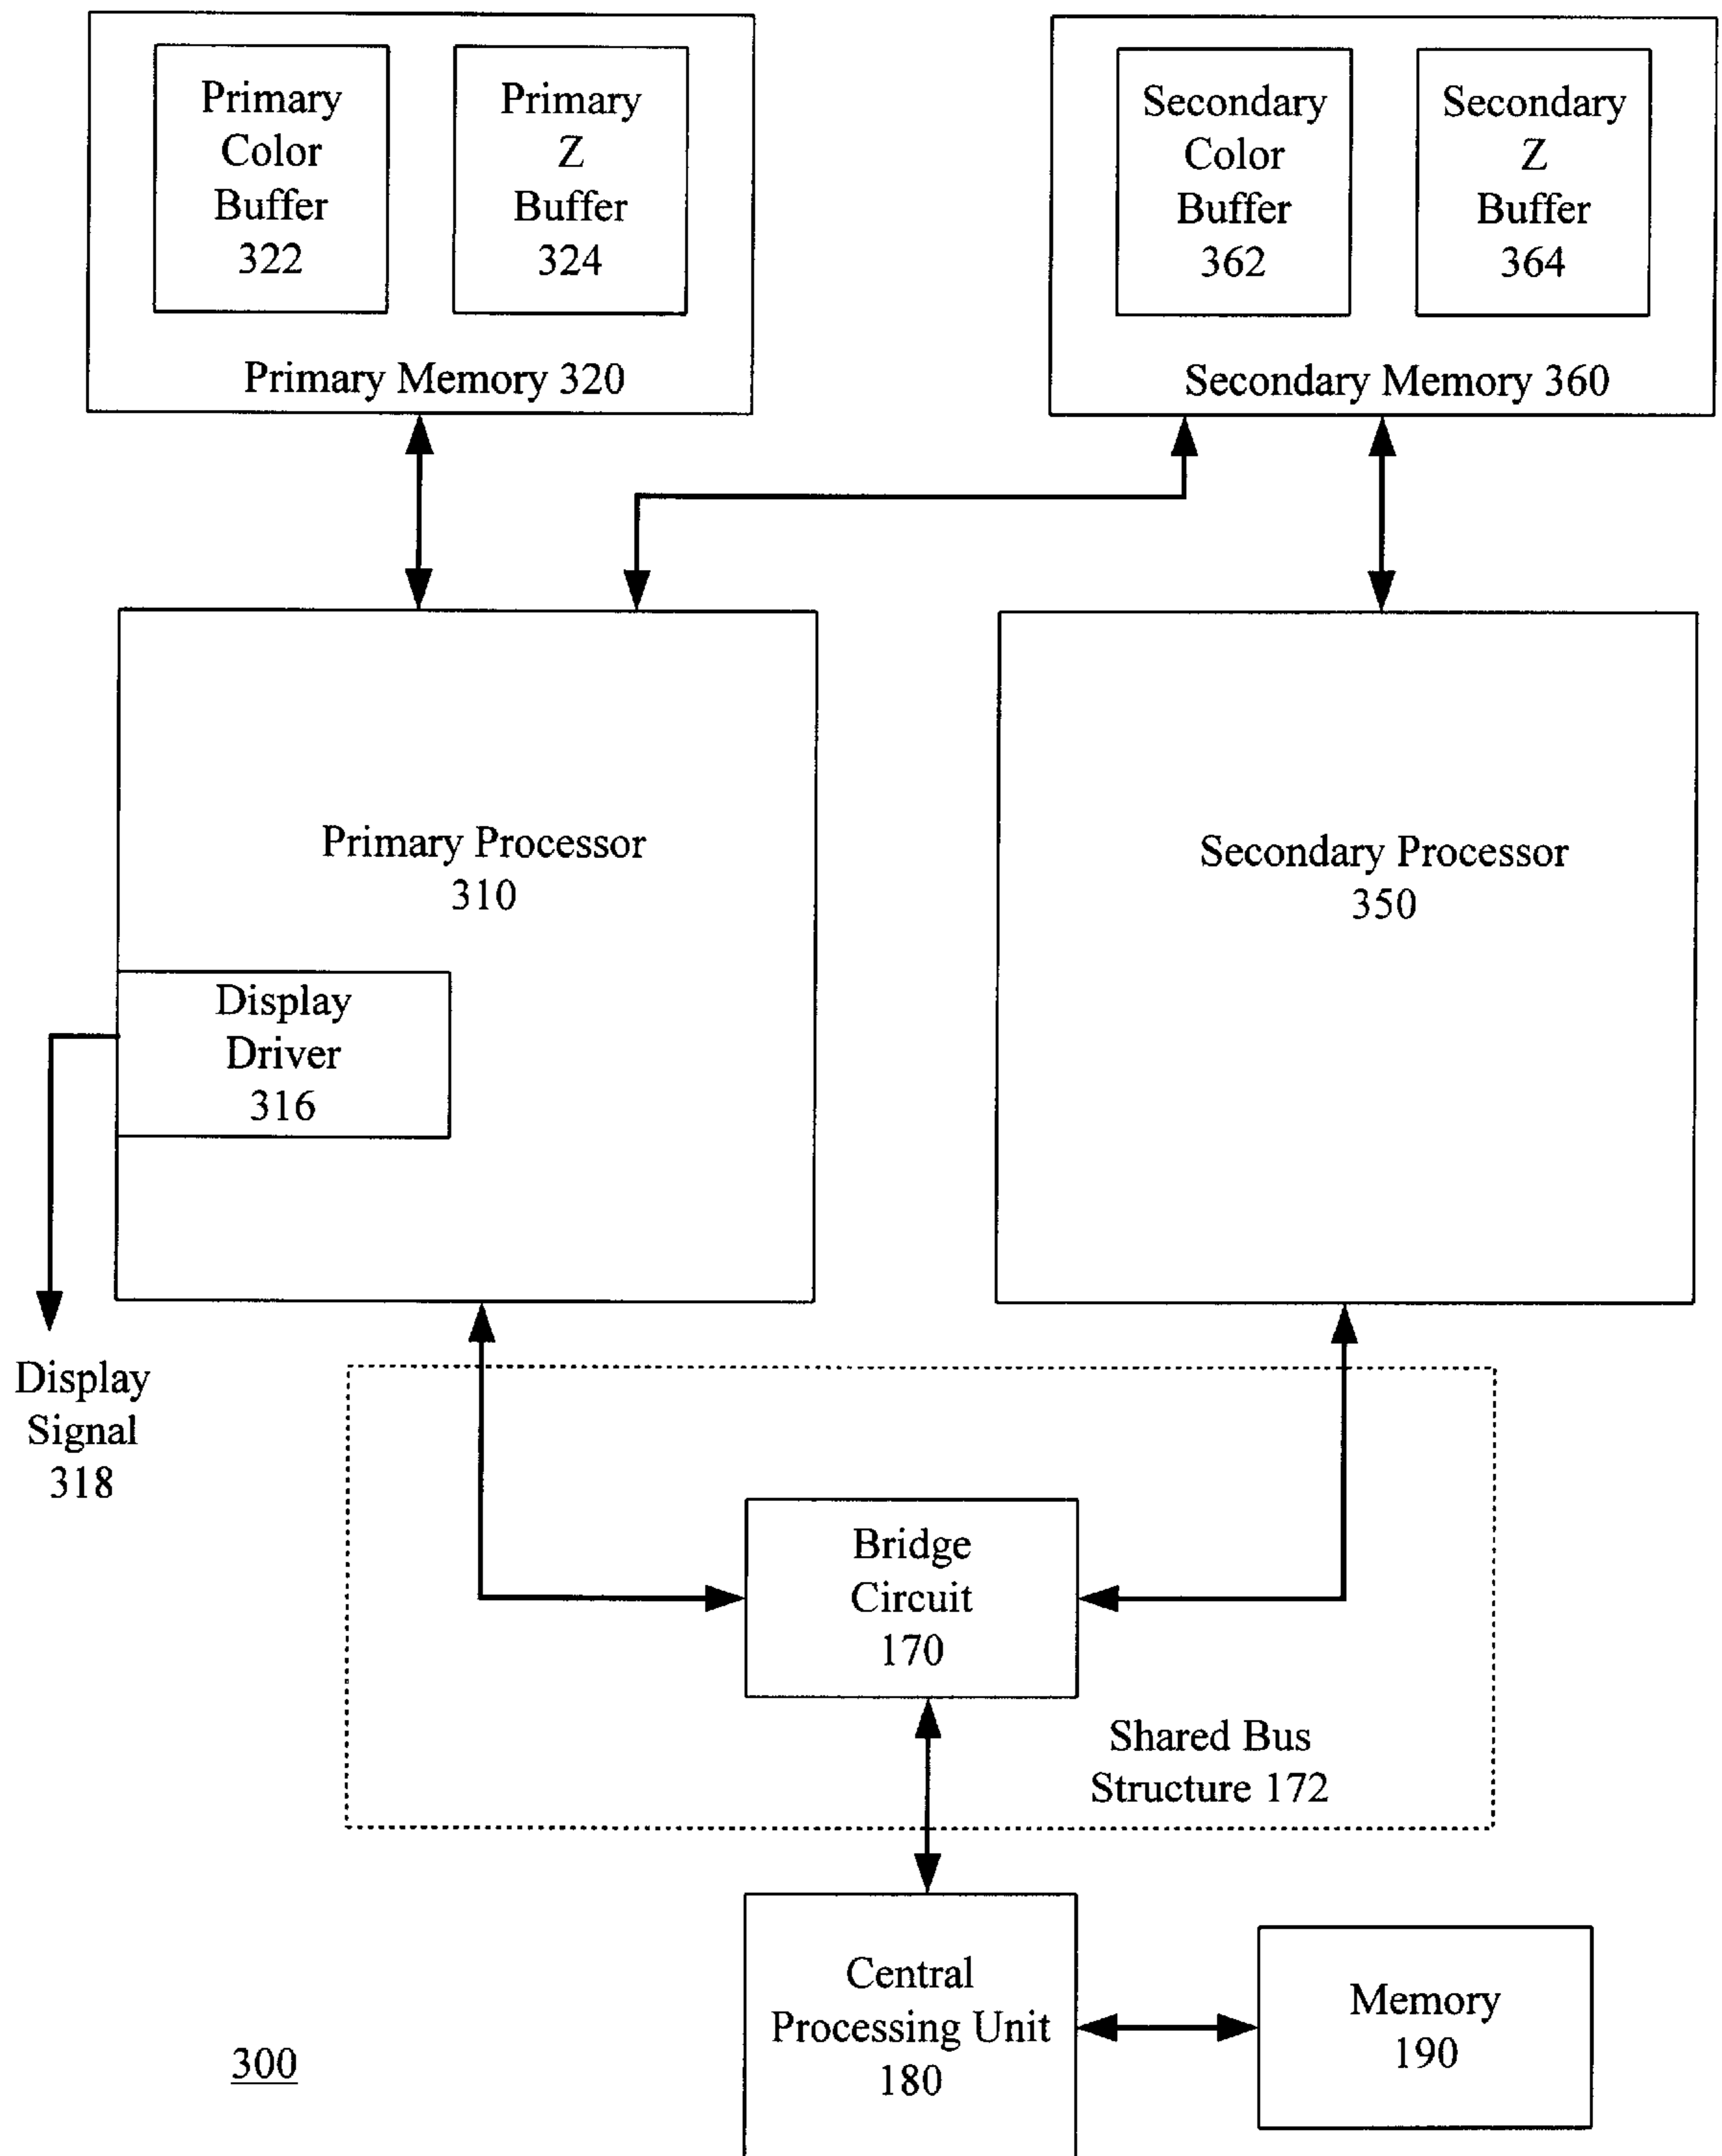 Primary
Color
Buffer
322
Primary
Z
Buffer
324
Primary Memory 320
Secondary
Color
Buffer
362
Secondary
Z
Buffer
364
Secondary Memory 360
Primary Processor
310
Secondary Processor
350
Display
Driver
316
Display
Signal
318
Bridge
Circuit
170
Shared Bus
Structure 172
Central
Processing Unit
180
Memory
190
300